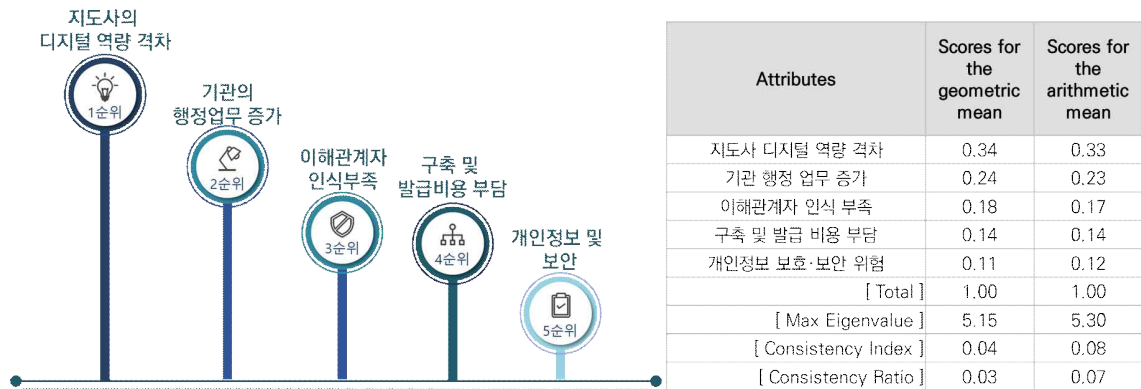 지도사의
디지털 역량 격차
1순위
기관의
행정업무 증가
2순위
이해관계자
인식부족
3순위
구축 및
발급비용 부담
4순위
개인정보 및
보안
5순위
Attributes
Scores for
the
geometric
mean
Scores for
the
arithmetic
mean
지도사 디지털 역량 격차 0.34 0.33
기관 행정 업무 증가 0.24 0.23
이해관계자 인식 부족 0.18 0.17
구축 및 발급 비용 부담 0.14 0.14
개인정보 보호·보안 위험 0.11 0.12
[ Total ] 1.00 1.00
[ Max Eigenvalue ] 5.15 5.30
[ Consistency Index ] 0.04 0.08
[ Consistency Ratio ] 0.03 0.07